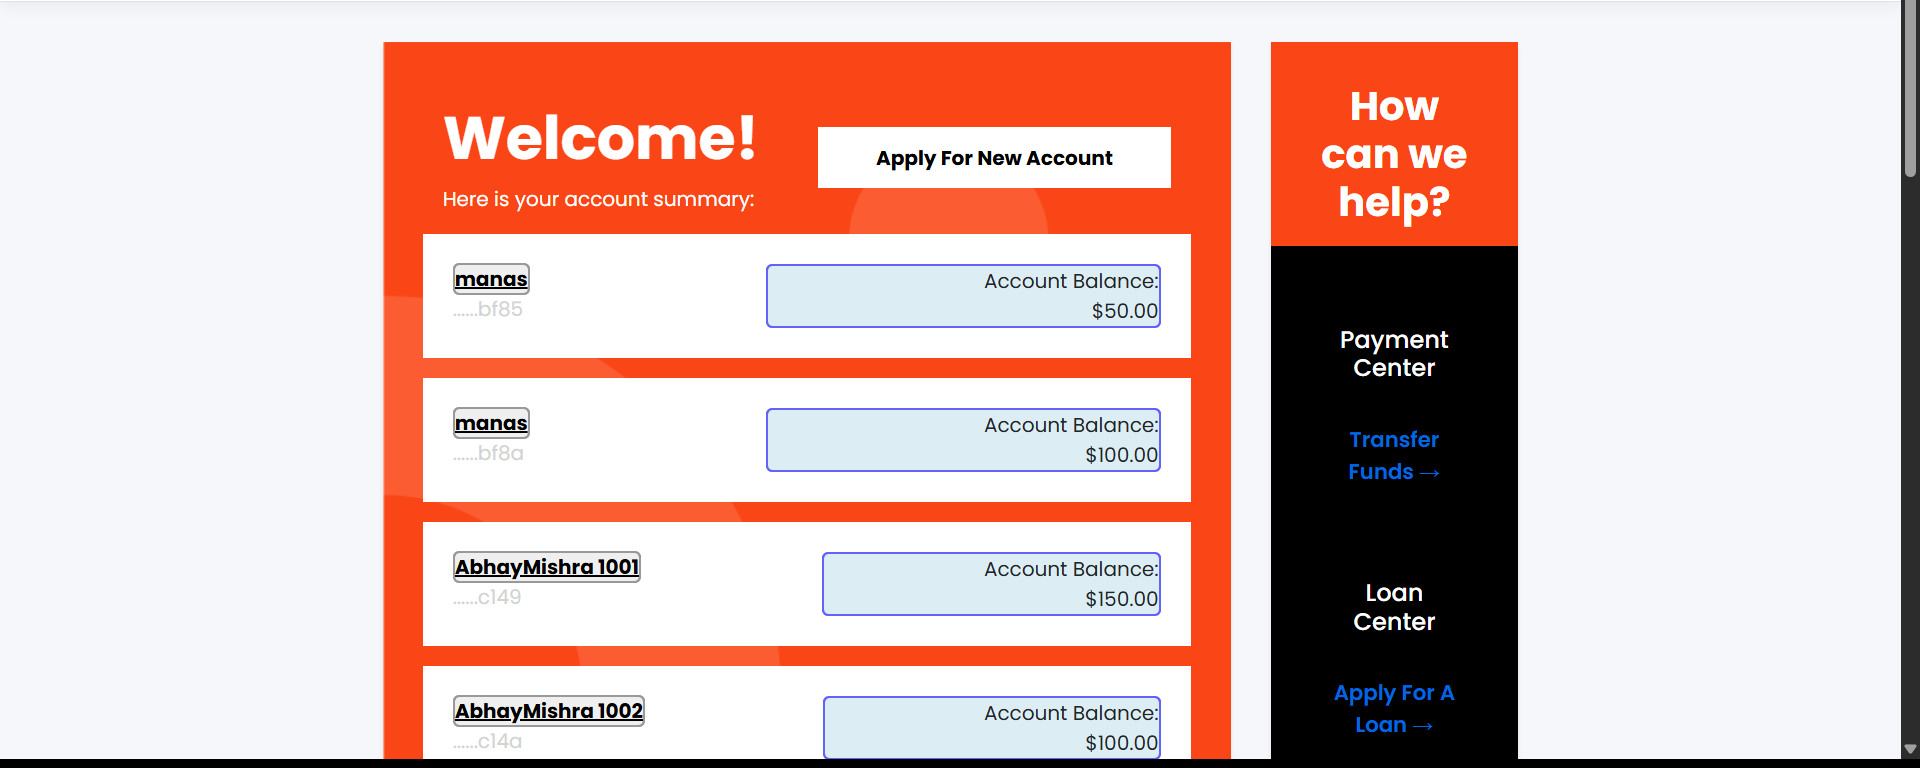 Welcome!
Here is your account summary:
Apply For New Account
manas
......bf85
Account Balance:
$50.00
manas
......bf8a
Account Balance:
$100.00
AbhayMishra 1001
......c149
Account Balance:
$150.00
AbhayMishra 1002
......c14a
Account Balance:
$100.00
How
can we
help?
Payment
Center
Transfer
Funds →
Loan
Center
Apply For A
Loan →